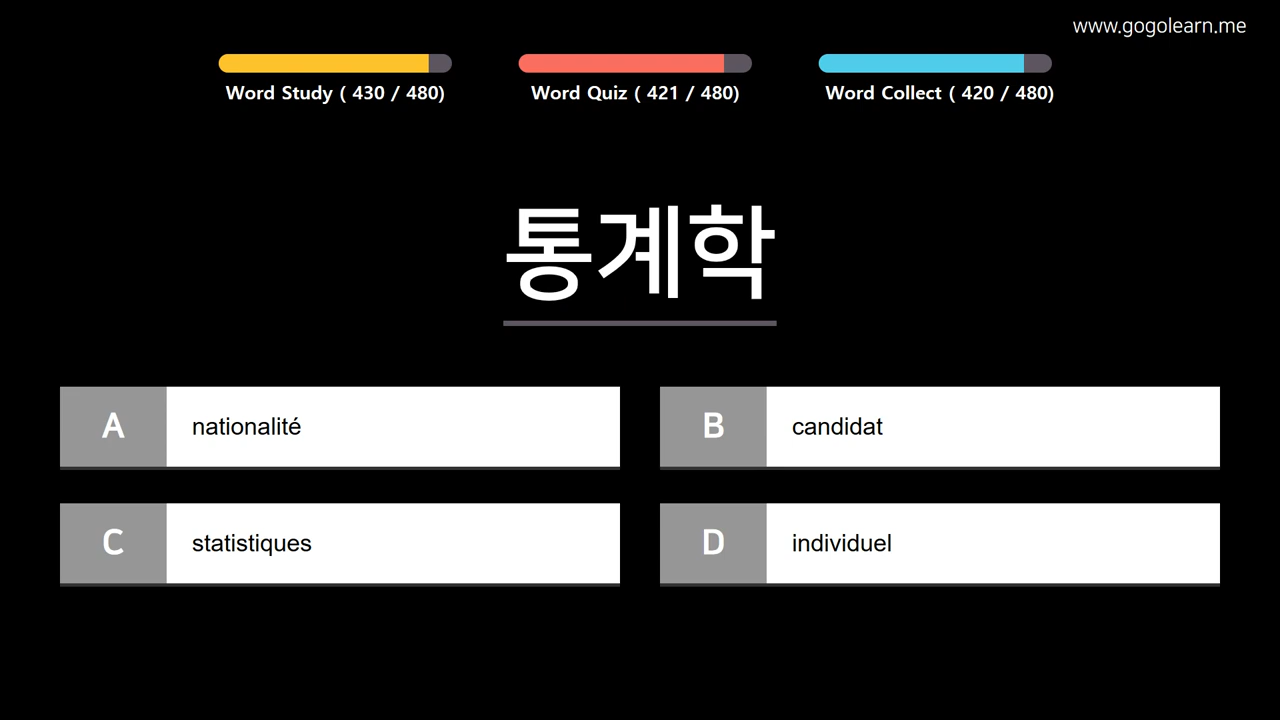 www.gogolearn.me
Word Study ( 430 / 480)
Word Quiz ( 421 / 480)
Word Collect ( 420 / 480)
통계학
A nationalité
B candidat
C statistiques
D individuel